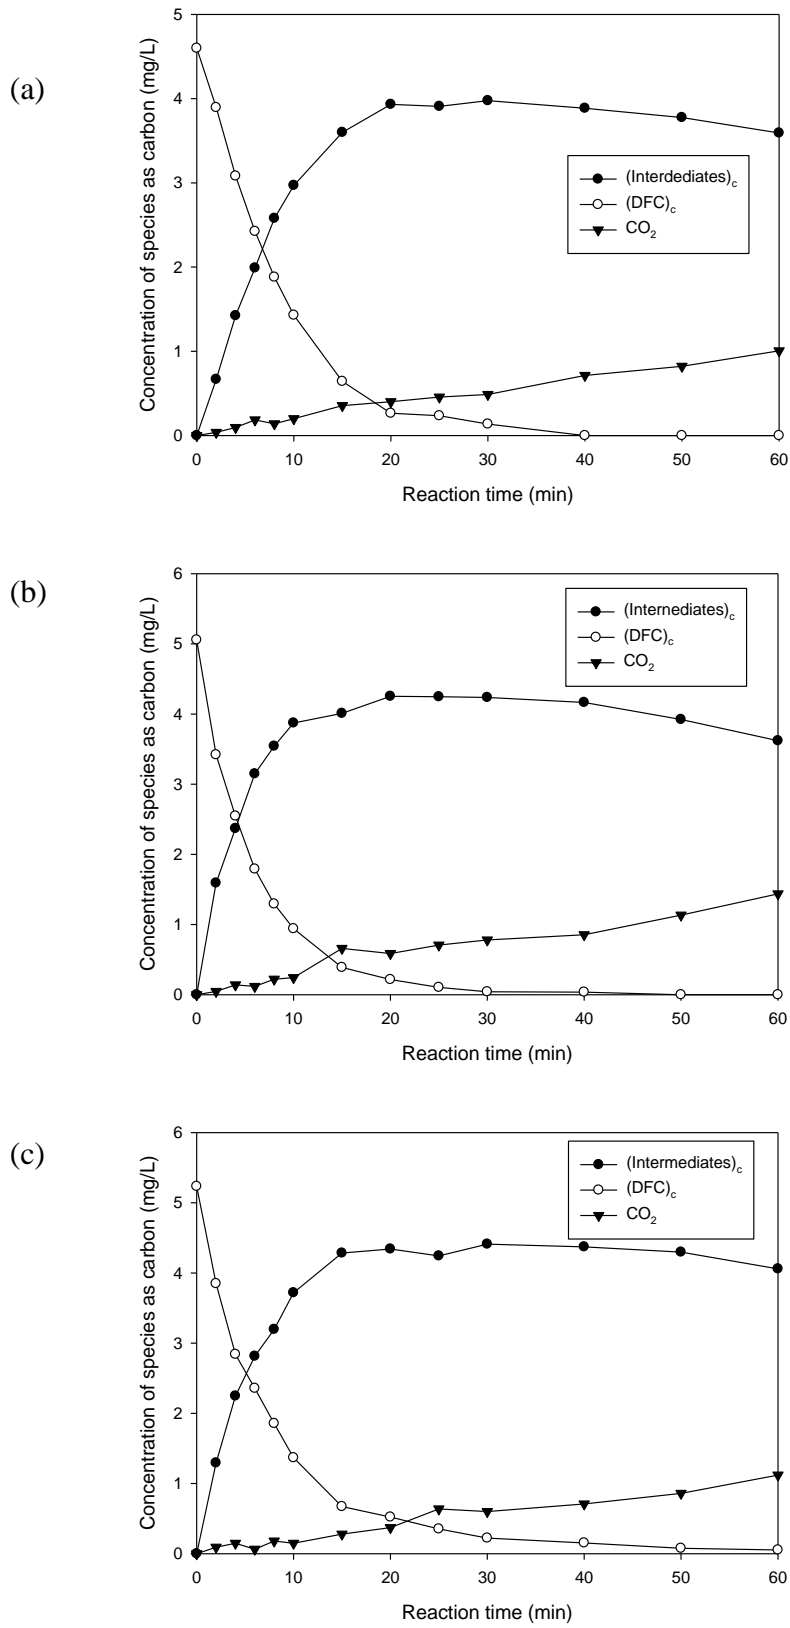 (a)
Concentration of species as carbon (mg/L)
5
4
3
2
1
0
(Interdediates)c
(DFC)c
CO2
0 10 20 30 40 50 60
Reaction time (min)
(b)
Concentration of species as carbon (mg/L)
6
5
4
3
2
1
0
(Internediates)c
(DFC)c
CO2
0 10 20 30 40 50 60
Reaction time (min)
(c)
Concentration of species as carbon (mg/L)
6
5
4
3
2
1
0
(Intermediates)c
(DFC)c
CO2
0 10 20 30 40 50 60
Reaction time (min)